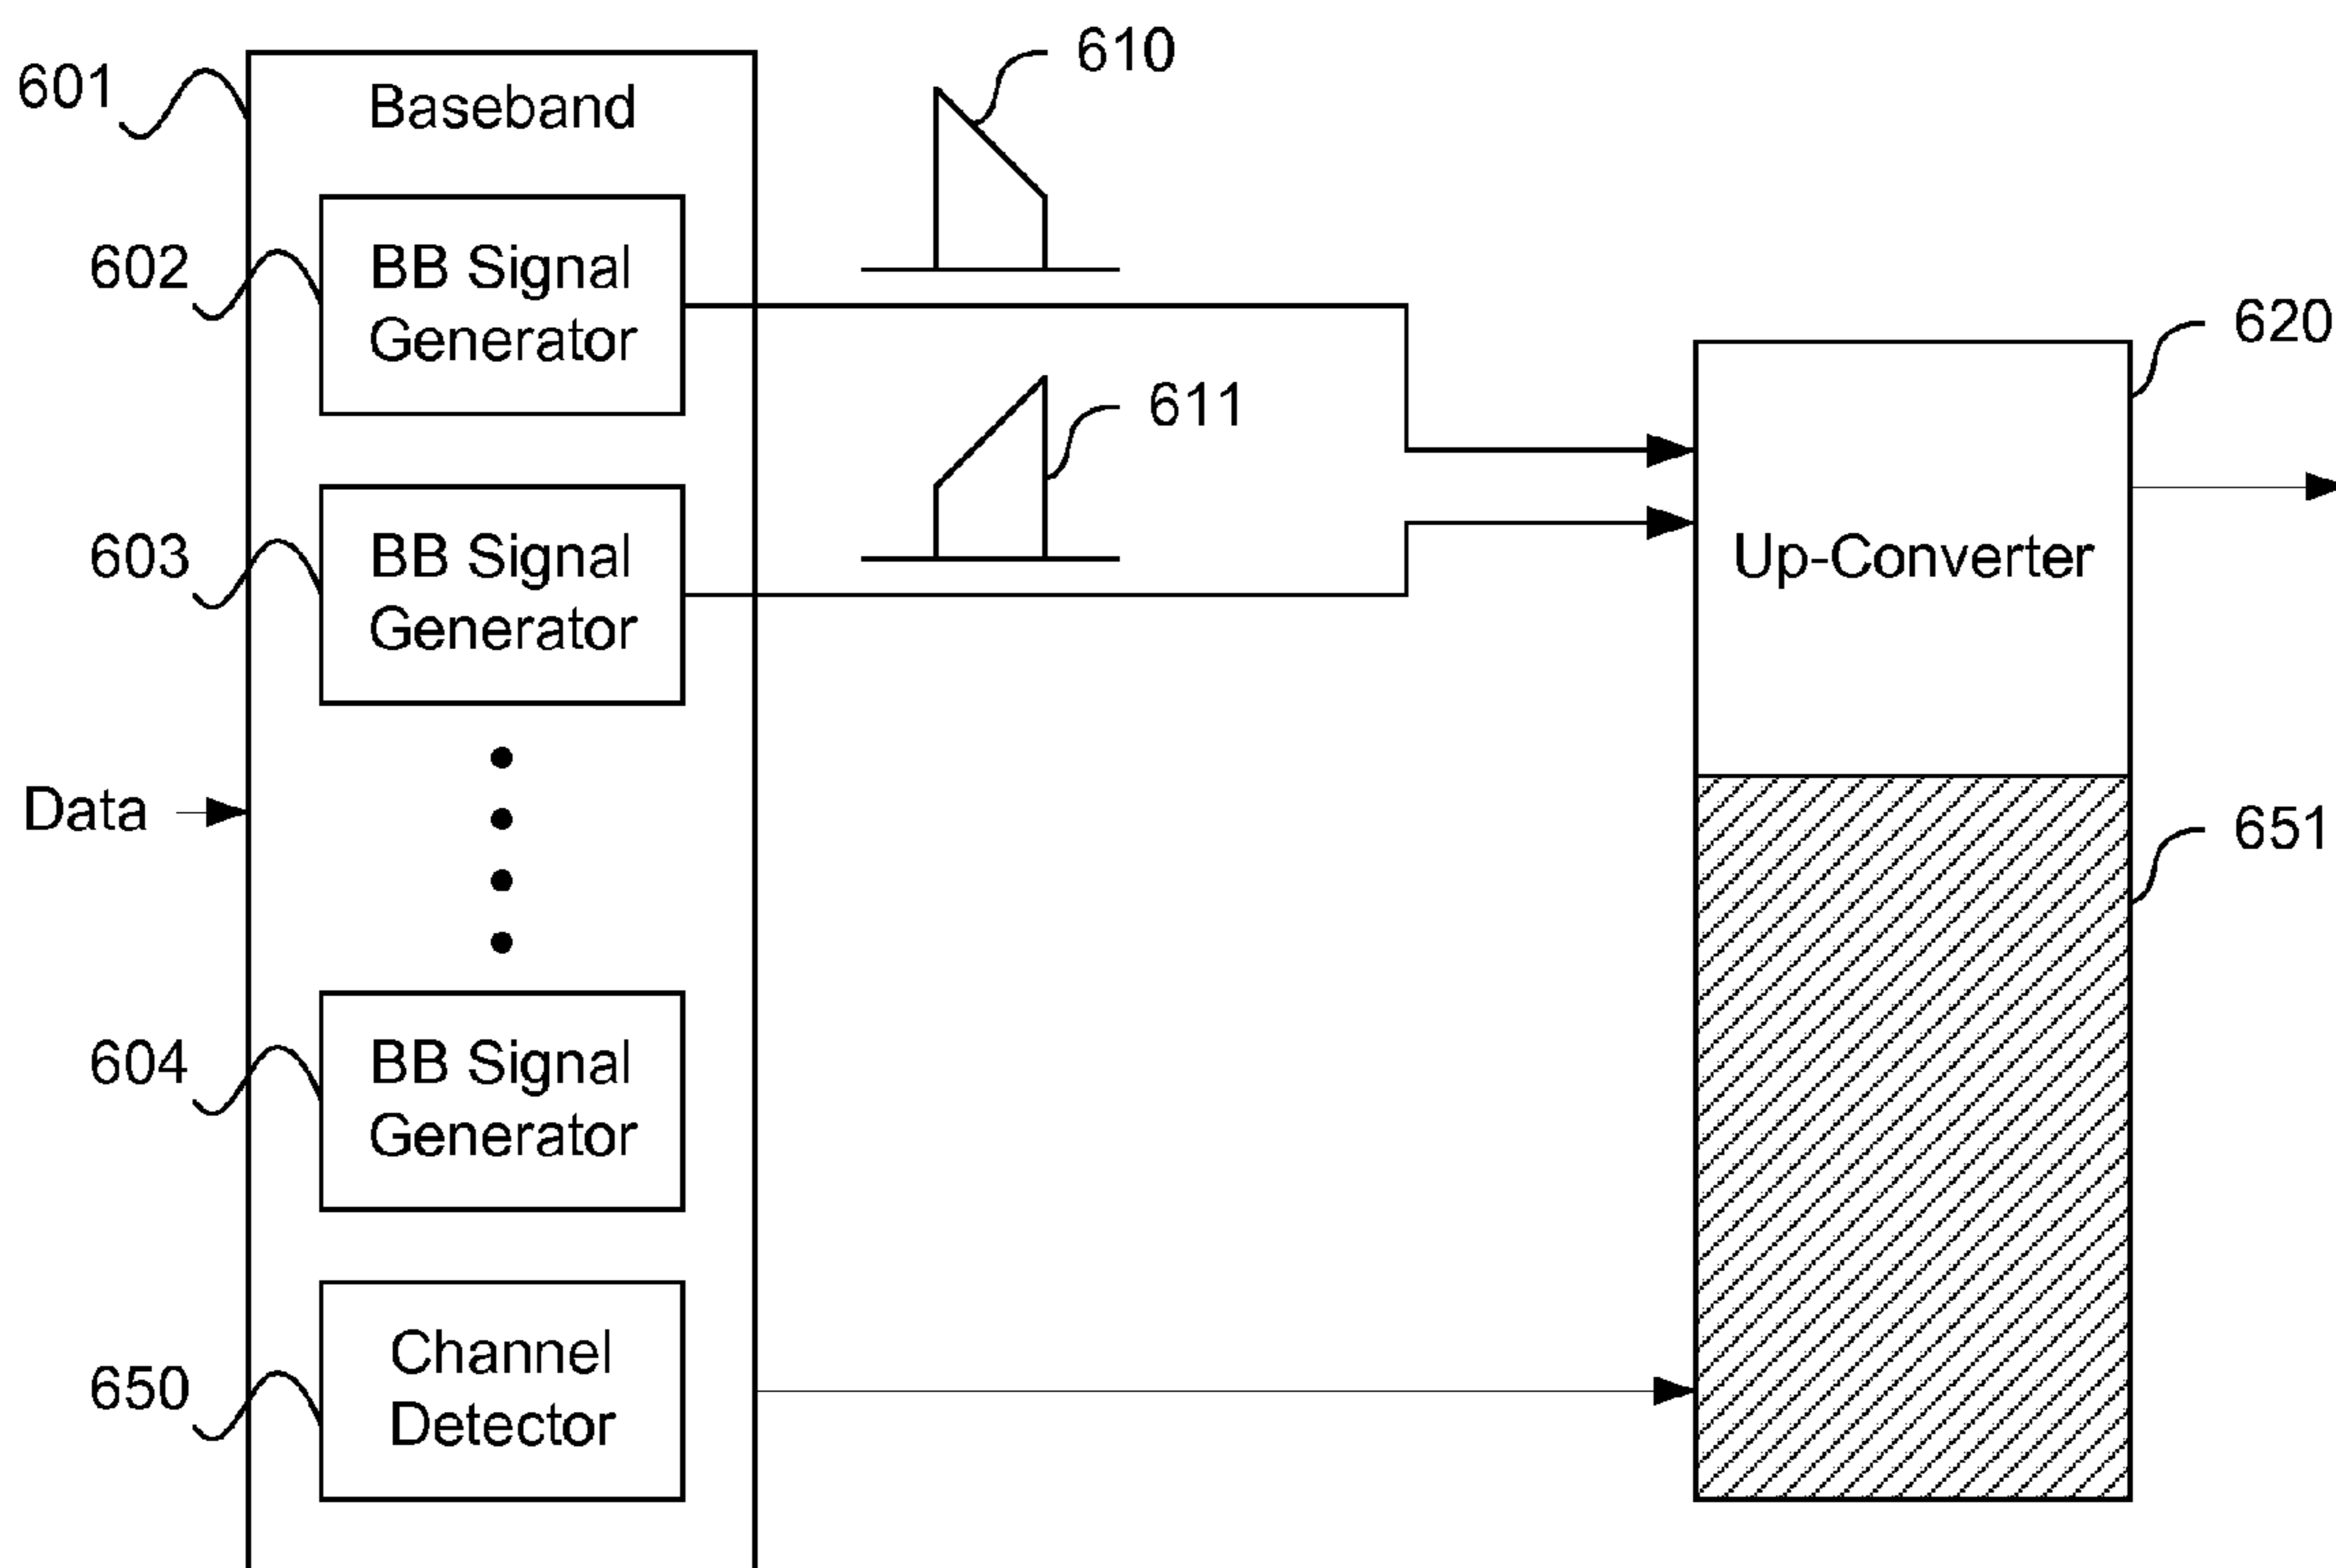 610
601
Baseband
602
BB Signal
Generator
620
611
603
BB Signal
Generator
Up-Converter
Data
651
604
BB Signal
Generator
650
Channel
Detector